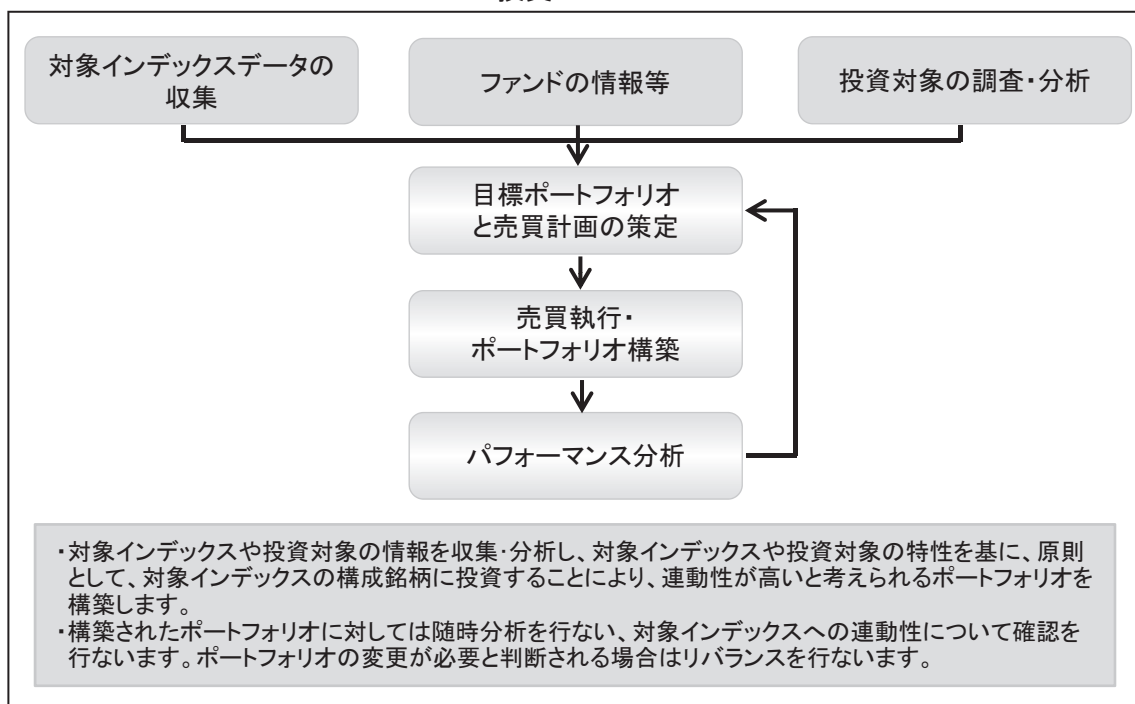 対象インデックスデータの
収集
ファンドの情報等
投資対象の調査・分析
目標ポートフォリオ
と売買計画の策定
売買執行・
ポートフォリオ構築
パフォーマンス分析
・対象インデックスや投資対象の情報を収集・分析し、対象インデックスや投資対象の特性を基に、原則
として、対象インデックスの構成銘柄に投資することにより、連動性が高いと考えられるポートフォリオを
構築します。
・構築されたポートフォリオに対しては随時分析を行ない、対象インデックスへの連動性について確認を
行ないます。ポートフォリオの変更が必要と判断される場合はリバランスを行ないます。